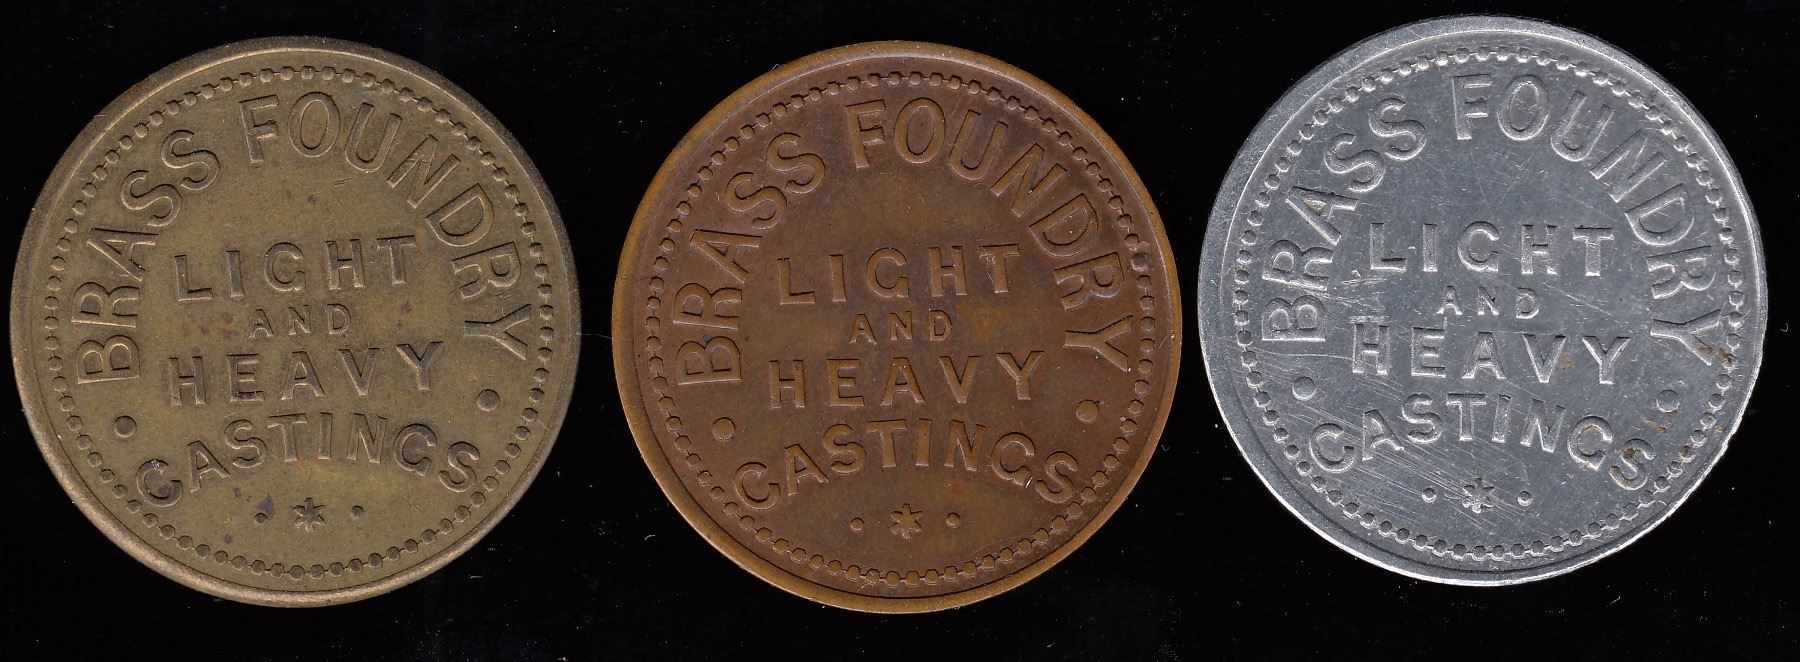 BRASS FOUNDRY
LIGHT
AND
HEAVY
CASTINGS
BRASS FOUNDRY
LIGHT
AND
HEAVY
CASTINGS
BRASS FOUNDRY
LIGHT
AND
HEAVY
CASTINGS